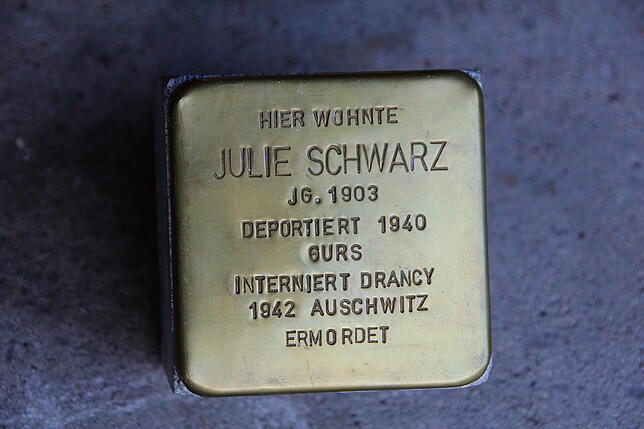 HIER WOHNTE
JULIE SCHWARZ
JG. 1903
DEPORTIERT 1940
GURS
INTERNIERT DRANCY
1942 AUSCHWITZ
ERMORDET